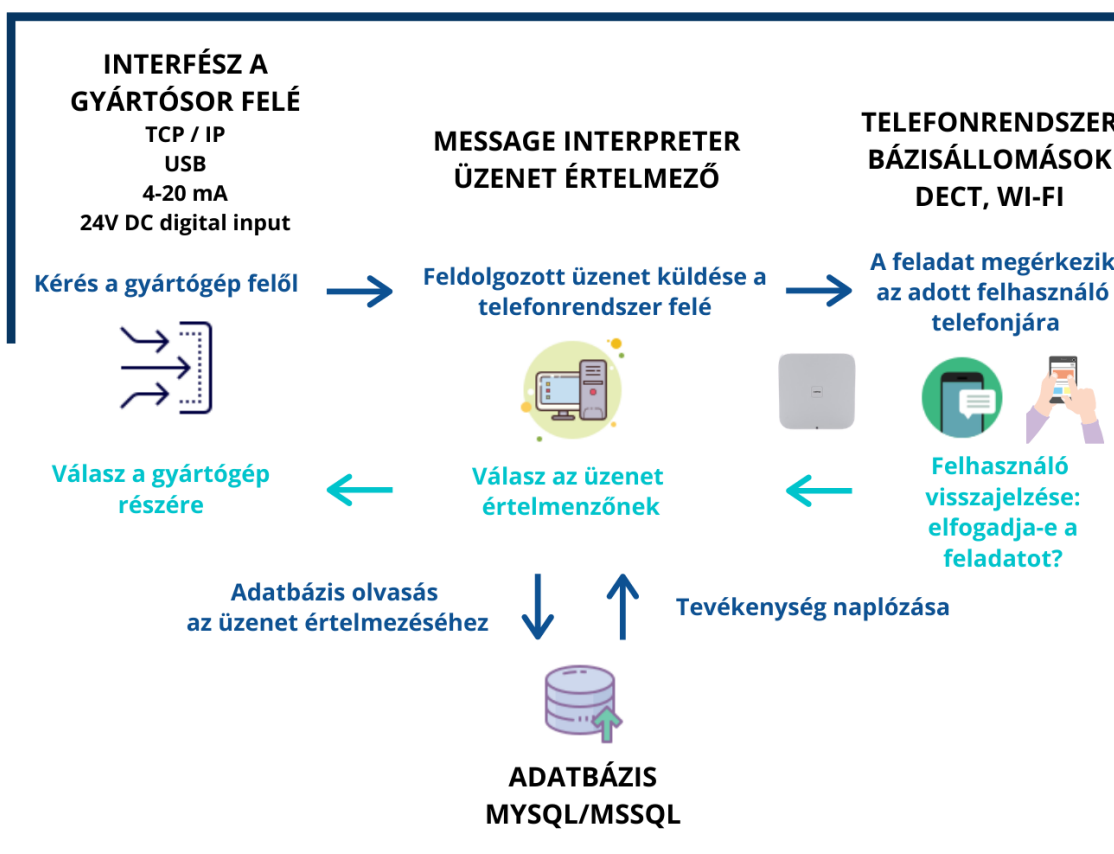 INTERFÉSZ A
GYÁRTÓSOR FELÉ
TCP / IP
USB
4-20 mA
24V DC digital input
MESSAGE INTERPRETER
ÜZENET ÉRTELMEZŐ
TELEFONRENDSZER
BÁZISÁLLOMÁSOK
DECT, WI-FI
Kérés a gyártógép felől
Feldolgozott üzenet küldése a
telefonrendszer felé
A feladat megérkezik
az adott felhasználó
telefonjára
Válasz a gyártógép
részére
Válasz az üzenet
értelmenzőnek
Felhasználó
visszajelzése:
elfogadja-e a
feladatot?
Adatbázis olvasás
az üzenet értelmezéséhez
Tevékenység naplózása
ADATBÁZIS
MYSQL/MSSQL